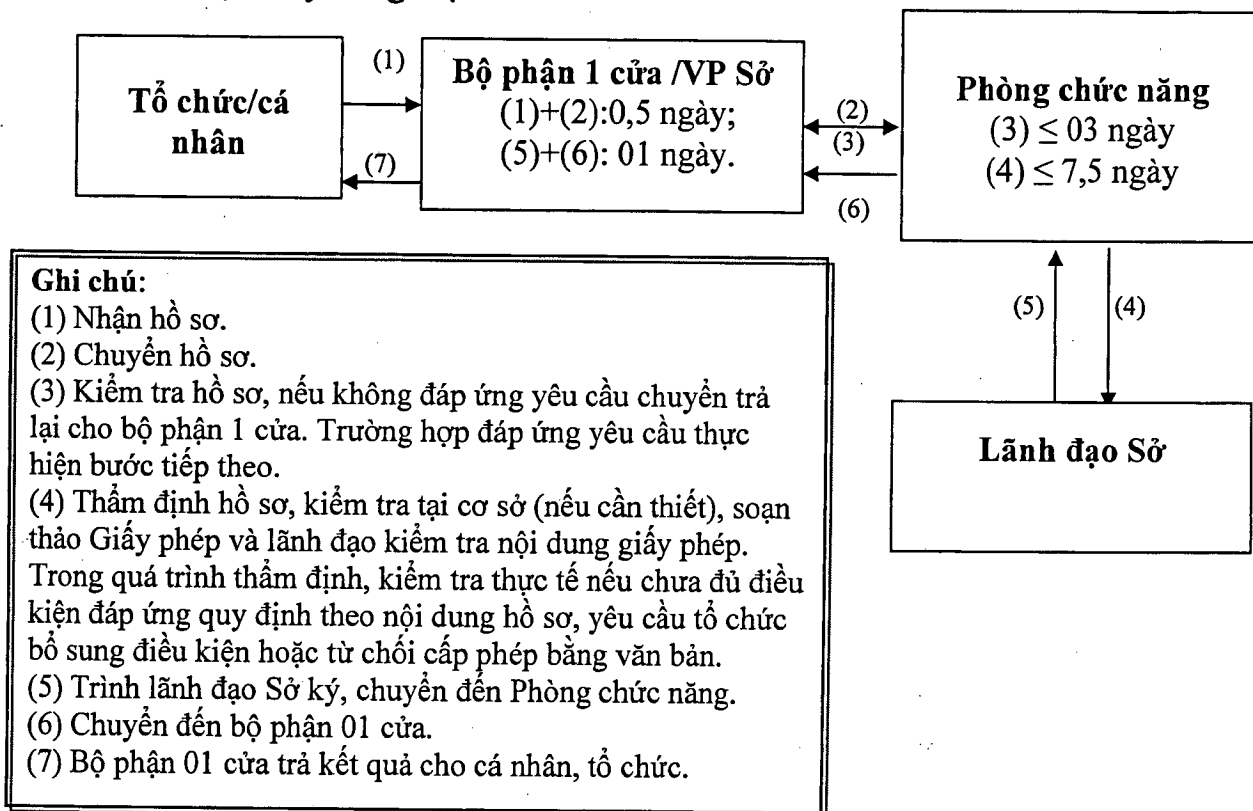 Tổ chức/cá
nhân
(1)
(7)
Bộ phận 1 cửa /VP Sở
(1)+(2):0,5 ngày;
(5)+(6): 01 ngày.
(2)
(3)
(6)
Phòng chức năng
(3) ≤ 03 ngày
(4) ≤ 7,5 ngày
(5)
(4)
Lãnh đạo Sở
Ghi chú:
(1) Nhận hồ sơ.
(2) Chuyển hồ sơ.
(3) Kiểm tra hồ sơ, nếu không đáp ứng yêu cầu chuyển trả
lại cho bộ phận 1 cửa. Trường hợp đáp ứng yêu cầu thực
hiện bước tiếp theo.
(4) Thẩm định hồ sơ, kiểm tra tại cơ sở (nếu cần thiết), soạn
thảo Giấy phép và lãnh đạo kiểm tra nội dung giấy phép.
Trong quá trình thẩm định, kiểm tra thực tế nếu chưa đủ điều
kiện đáp ứng quy định theo nội dung hồ sơ, yêu cầu tổ chức
bổ sung điều kiện hoặc từ chối cấp phép bằng văn bản.
(5) Trình lãnh đạo Sở ký, chuyển đến Phòng chức năng.
(6) Chuyển đến bộ phận 01 cửa.
(7) Bộ phận 01 cửa trả kết quả cho cá nhân, tổ chức.